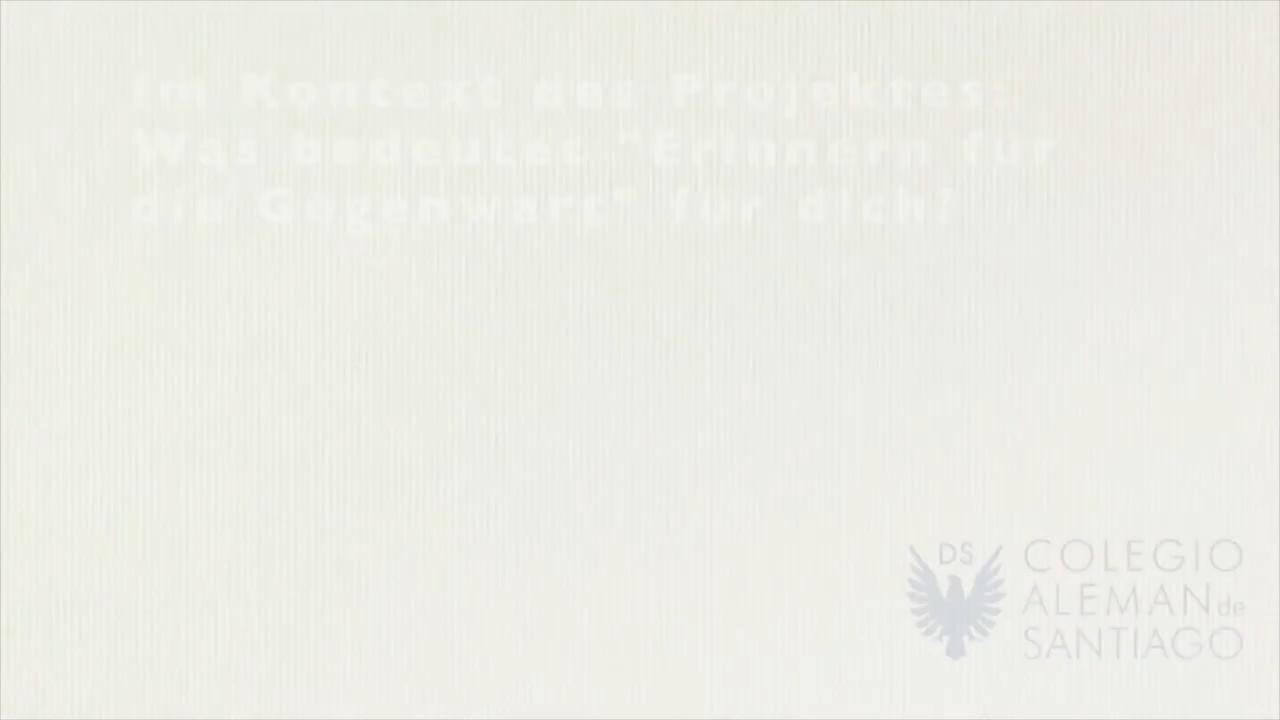 Im Kontext des Projektes:
Was bedeutet "Erinnern für
die Gegenwart" für dich?
DS
COLEGIO
ALEMAN de
SANTIAGO